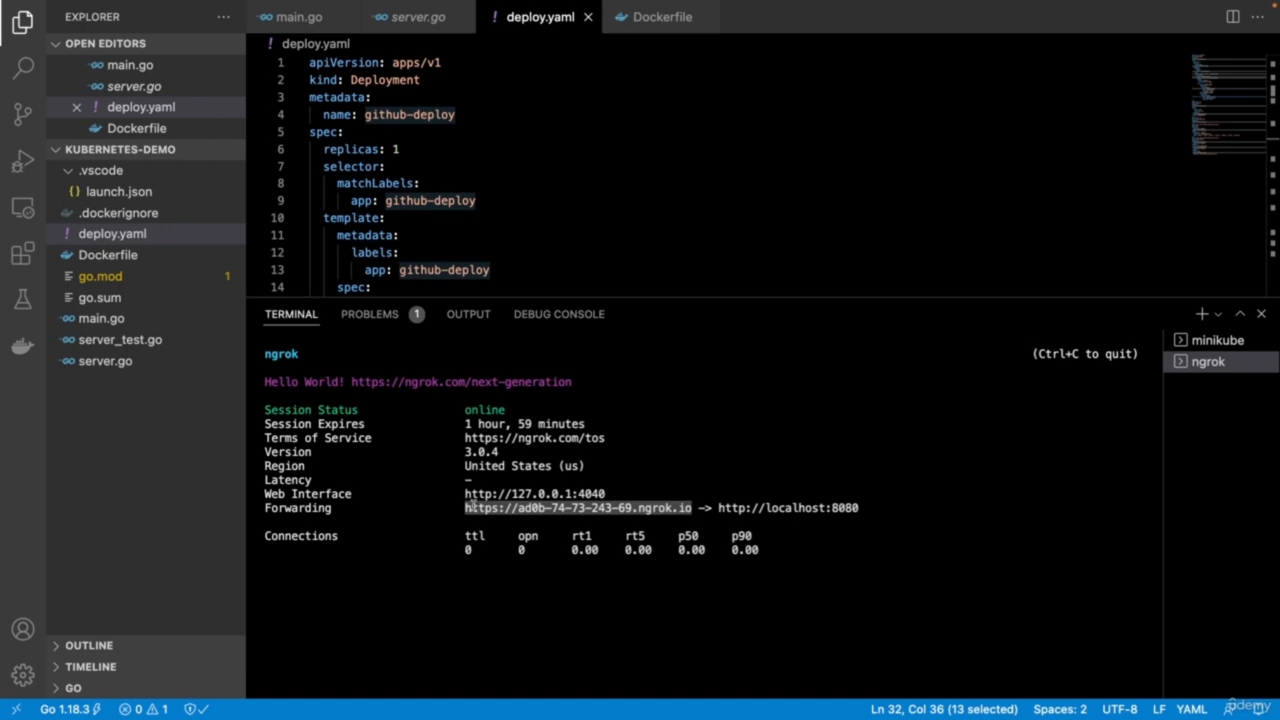 EXPLORER
OPEN EDITORS
main.go
server.go
deploy.yaml
Dockerfile
KUBERNETES-DEMO
.vscode
launch.json
.dockerignore
deploy.yaml
Dockerfile
go.mod 1
go.sum
main.go
server_test.go
server.go
OUTLINE
TIMELINE
GO
main.go server.go deploy.yaml Dockerfile
deploy.yaml
1 apiVersion: apps/v1
2 kind: Deployment
3 metadata:
4 name: github-deploy
5 spec:
6 replicas: 1
7 selector:
8 matchLabels:
9 app: github-deploy
10 template:
11 metadata:
12 labels:
13 app: github-deploy
14 spec:
TERMINAL PROBLEMS 1 OUTPUT DEBUG CONSOLE
ngrok (Ctrl+C to quit)
Hello World! https://ngrok.com/next-generation
Session Status online
Session Expires 1 hour, 59 minutes
Terms of Service https://ngrok.com/tos
Version 3.0.4
Region United States (us)
Latency -
Web Interface http://127.0.0.1:4040
Forwarding https://ad0b-74-73-243-69.ngrok.io -> http://localhost:8080
Connections ttl opn rt1 rt5 p50 p90
0 0 0.00 0.00 0.00 0.00
minikube
ngrok
Go 1.18.3 0 1 Ln 32, Col 36 (13 selected) Spaces: 2 UTF-8 LF YAML
udemy